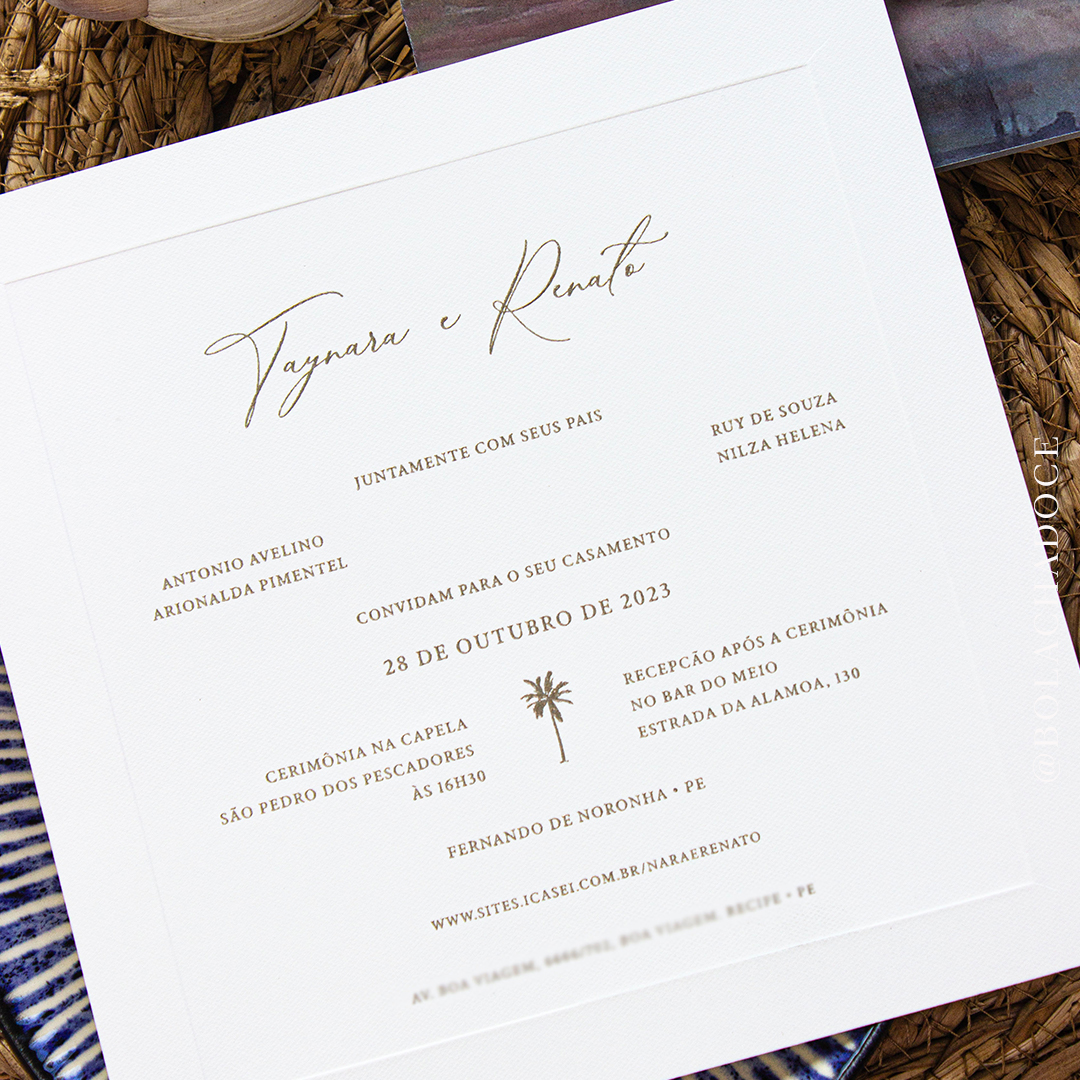 Taynara e Renato
JUNTAMENTE COM SEUS PAIS
RUY DE SOUZA
NILZA HELENA
ANTONIO AVELINO
ARIONALDA PIMENTEL
CONVIDAM PARA O SEU CASAMENTO
28 DE OUTUBRO DE 2023
CERIMÔNIA NA CAPELA
SÃO PEDRO DOS PESCADORES
ÀS 16H30
RECEPCÃO APÓS A CERIMÔNIA
NO BAR DO MEIO
ESTRADA DA ALAMOA, 130
FERNANDO DE NORONHA • PE
WWW.SITES.ICASEI.COM.BR/NARAERENATO
AV. BOA VIAGEM, BOA VIAGEM. RECIFE • PE
@BOLACHADOCE